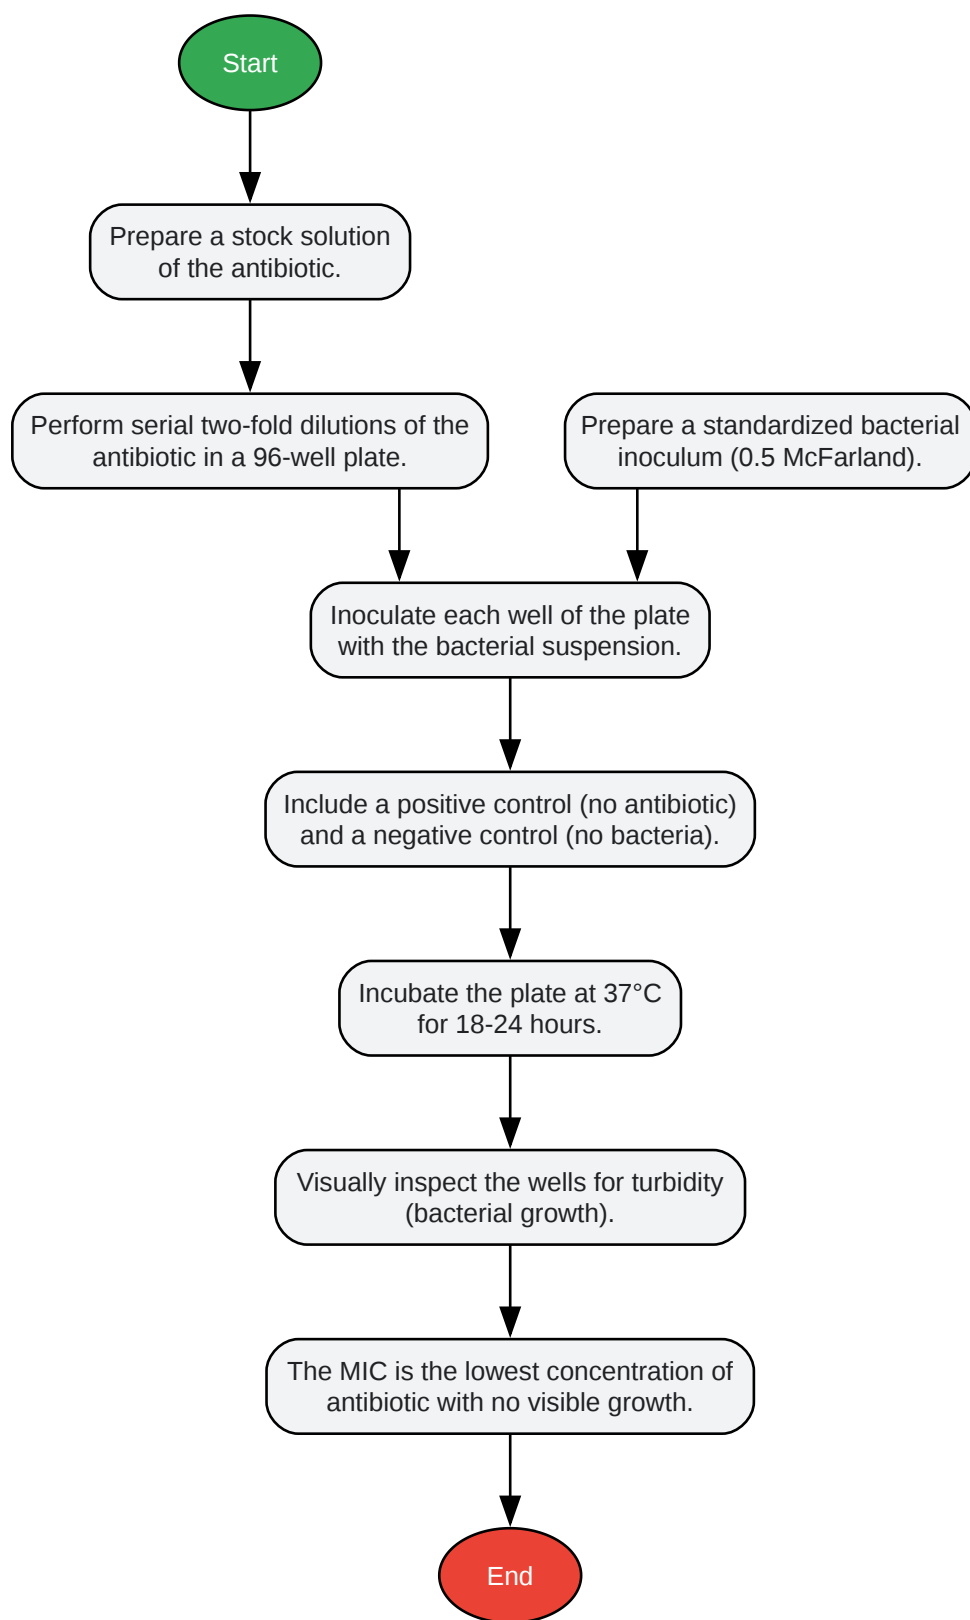 Start
Prepare a stock solution
of the antibiotic.
Perform serial two-fold dilutions of the
antibiotic in a 96-well plate.
Prepare a standardized bacterial
inoculum (0.5 McFarland).
Inoculate each well of the plate
with the bacterial suspension.
Include a positive control (no antibiotic)
and a negative control (no bacteria).
Incubate the plate at 37°C
for 18-24 hours.
Visually inspect the wells for turbidity
(bacterial growth).
The MIC is the lowest concentration of
antibiotic with no visible growth.
End